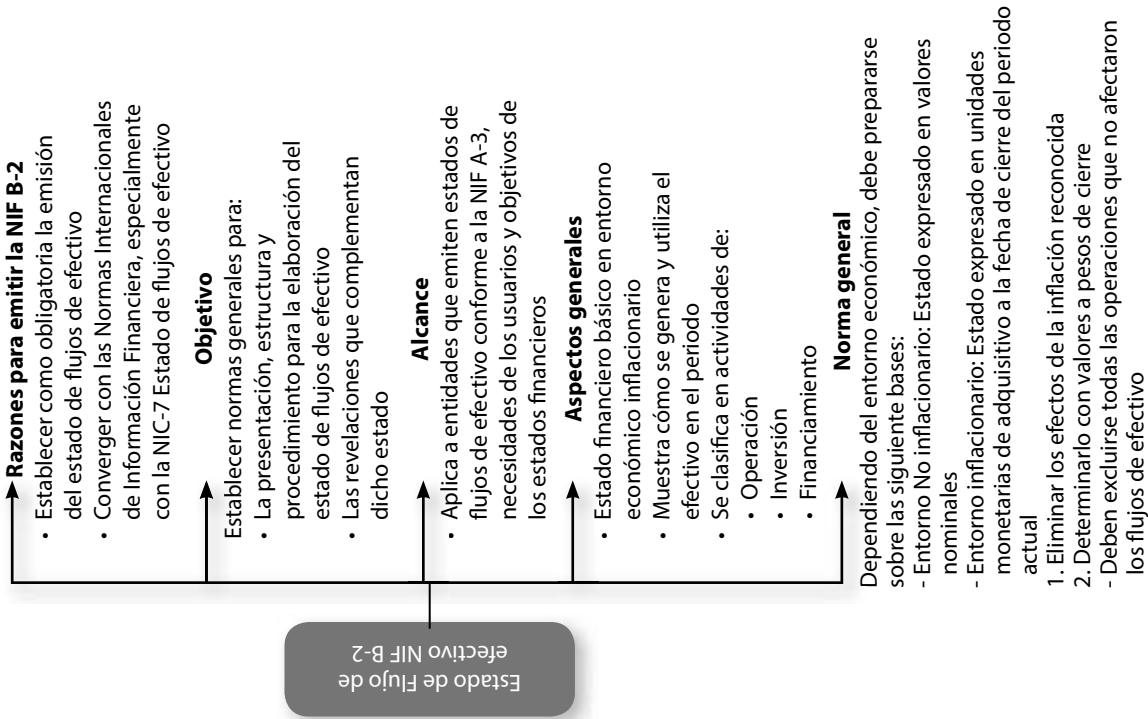 Estado de Flujo de
efectivo NIF B-2
Razones para emitir la NIF B-2
• Establecer como obligatoria la emisión
del estado de flujos de efectivo
• Converger con las Normas Internacionales
de Información Financiera, especialmente
con la NIC-7 Estado de flujos de efectivo
Objetivo
Establecer normas generales para:
• La presentación, estructura y
procedimiento para la elaboración del
estado de flujos de efectivo
• Las revelaciones que complementan
dicho estado
Alcance
• Aplica a entidades que emiten estados de
flujos de efectivo conforme a la NIF A-3,
necesidades de los usuarios y objetivos de
los estados financieros
Aspectos generales
• Estado financiero básico en entorno
económico inflacionario
• Muestra cómo se genera y utiliza el
efectivo en el periodo
• Se clasifica en actividades de:
• Operación
• Inversión
• Financiamiento
Norma general
Dependiendo del entorno económico, debe prepararse
sobre las siguiente bases:
- Entorno No inflacionario: Estado expresado en valores
nominales
- Entorno inflacionario: Estado expresado en unidades
monetarias de adquisitivo a la fecha de cierre del periodo
actual
1. Eliminar los efectos de la inflación reconocida
2. Determinarlo con valores a pesos de cierre
- Deben excluirse todas las operaciones que no afectaron
los flujos de efectivo